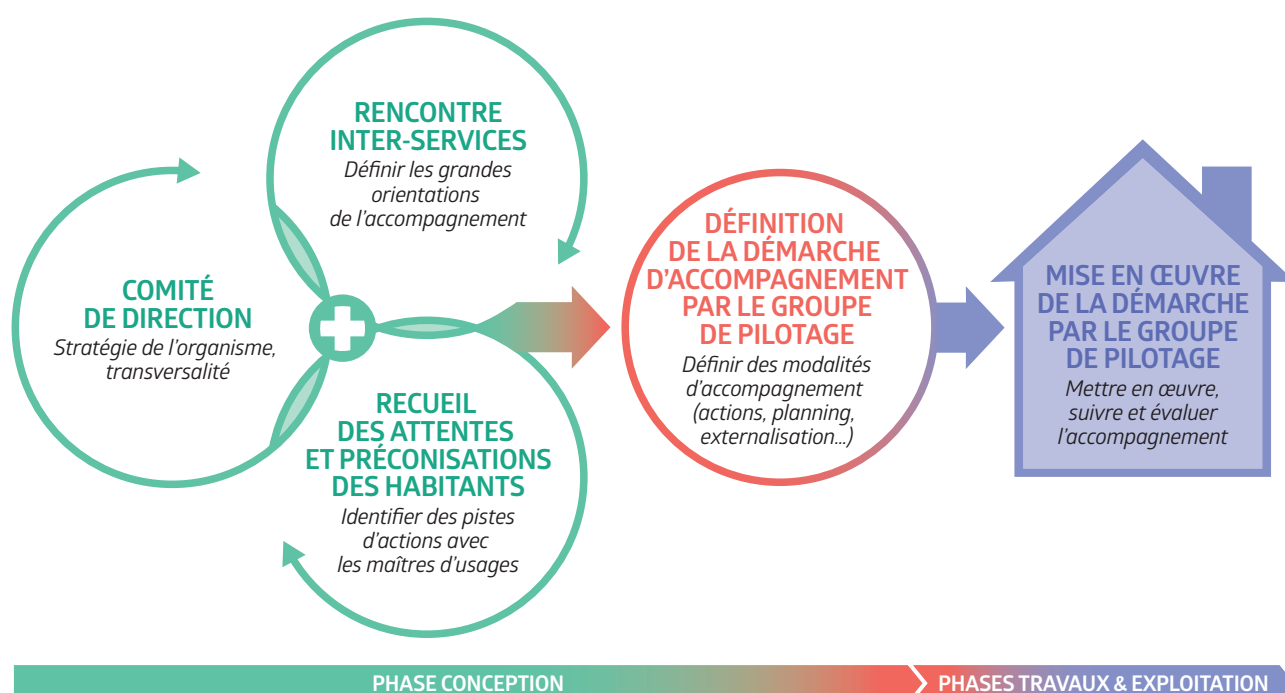 RENCONTRE
INTER-SERVICES
Définir les grandes
orientations
de l'accompagnement
COMITÉ
DE DIRECTION
Stratégie de l'organisme,
transversalité
RECUEIL
DES ATTENTES
ET PRÉCONISATIONS
DES HABITANTS
Identifier des pistes
d'actions avec
les maîtres d'usages
DÉFINITION
DE LA DÉMARCHE
D'ACCOMPAGNEMENT
PAR LE GROUPE
DE PILOTAGE
Définir des modalités
d'accompagnement
(actions, planning,
externalisation...)
MISE EN ŒUVRE
DE LA DÉMARCHE
PAR LE GROUPE
DE PILOTAGE
Mettre en œuvre,
suivre et évaluer
l'accompagnement
PHASE CONCEPTION
PHASES TRAVAUX & EXPLOITATION